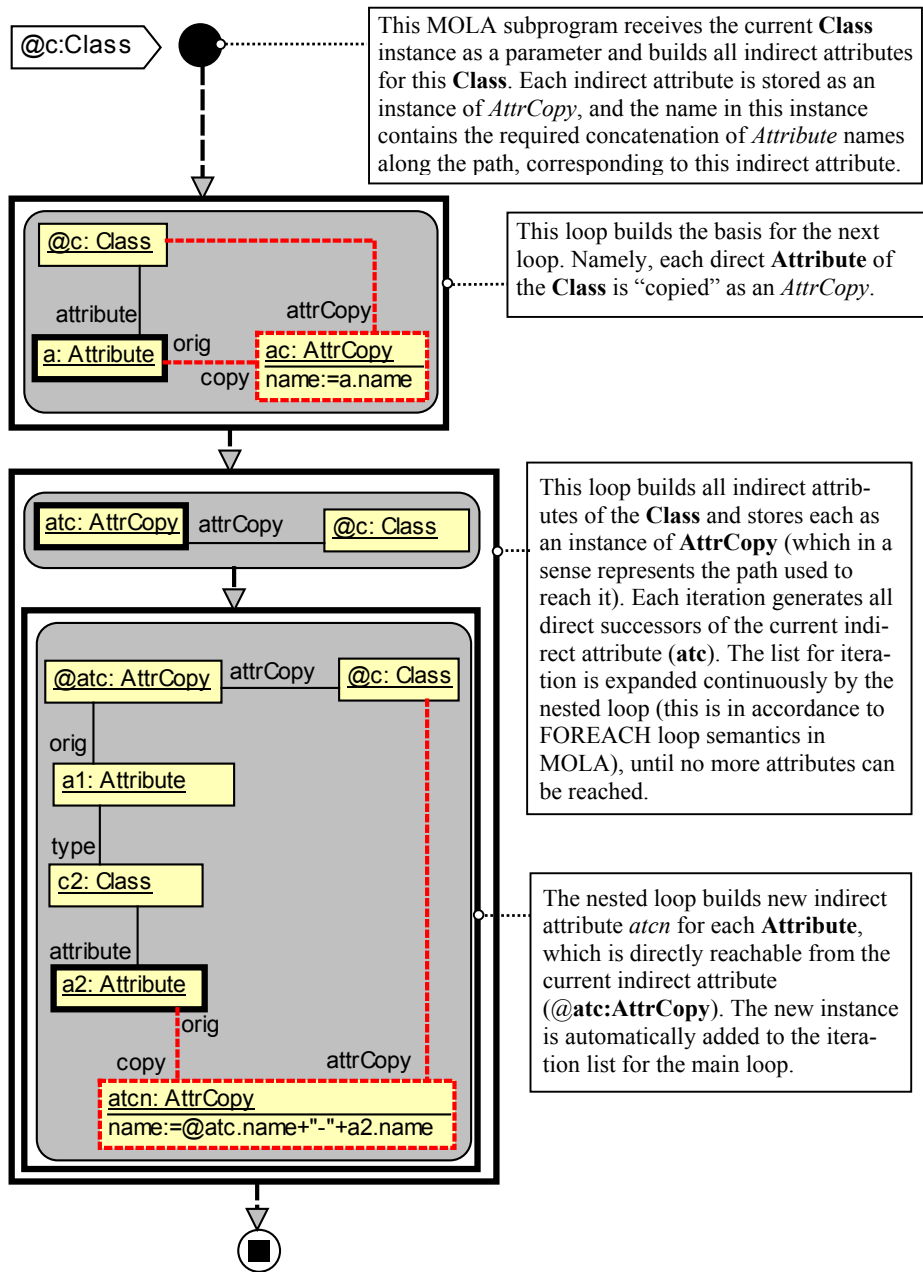 @c:Class
This MOLA subprogram receives the current Class
instance as a parameter and builds all indirect attributes
for this Class. Each indirect attribute is stored as an
instance of AttrCopy, and the name in this instance
contains the required concatenation of Attribute names
along the path, corresponding to this indirect attribute.
@c: Class
attribute
attrCopy
a: Attribute
orig
copy
ac: AttrCopy
name:=a.name
This loop builds the basis for the next
loop. Namely, each direct Attribute of
the Class is “copied” as an AttrCopy.
atc: AttrCopy
attrCopy
@c: Class
This loop builds all indirect attrib-
utes of the Class and stores each as
an instance of AttrCopy (which in a
sense represents the path used to
reach it). Each iteration generates all
direct successors of the current indi-
rect attribute (atc). The list for itera-
tion is expanded continuously by the
nested loop (this is in accordance to
FOREACH loop semantics in
MOLA), until no more attributes can
be reached.
@atc: AttrCopy
attrCopy
@c: Class
orig
a1: Attribute
type
c2: Class
attribute
a2: Attribute
orig
copy
attrCopy
atcn: AttrCopy
name:=@atc.name+"-"+a2.name
The nested loop builds new indirect
attribute atcn for each Attribute,
which is directly reachable from the
current indirect attribute
(@atc:AttrCopy). The new instance
is automatically added to the itera-
tion list for the main loop.